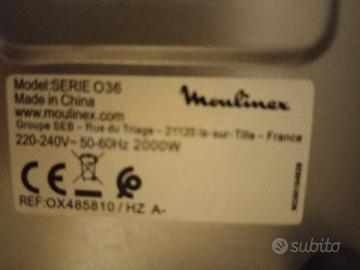 Model:SERIE O36
Made in China
www.moulinex.com
Moulinex
Groupe SEB - Rue du Triage - 21120 Is-sur-Tille - France
220-240V~ 50-60Hz 2000W
CE
REF:OX485810 / HZ A-
subito